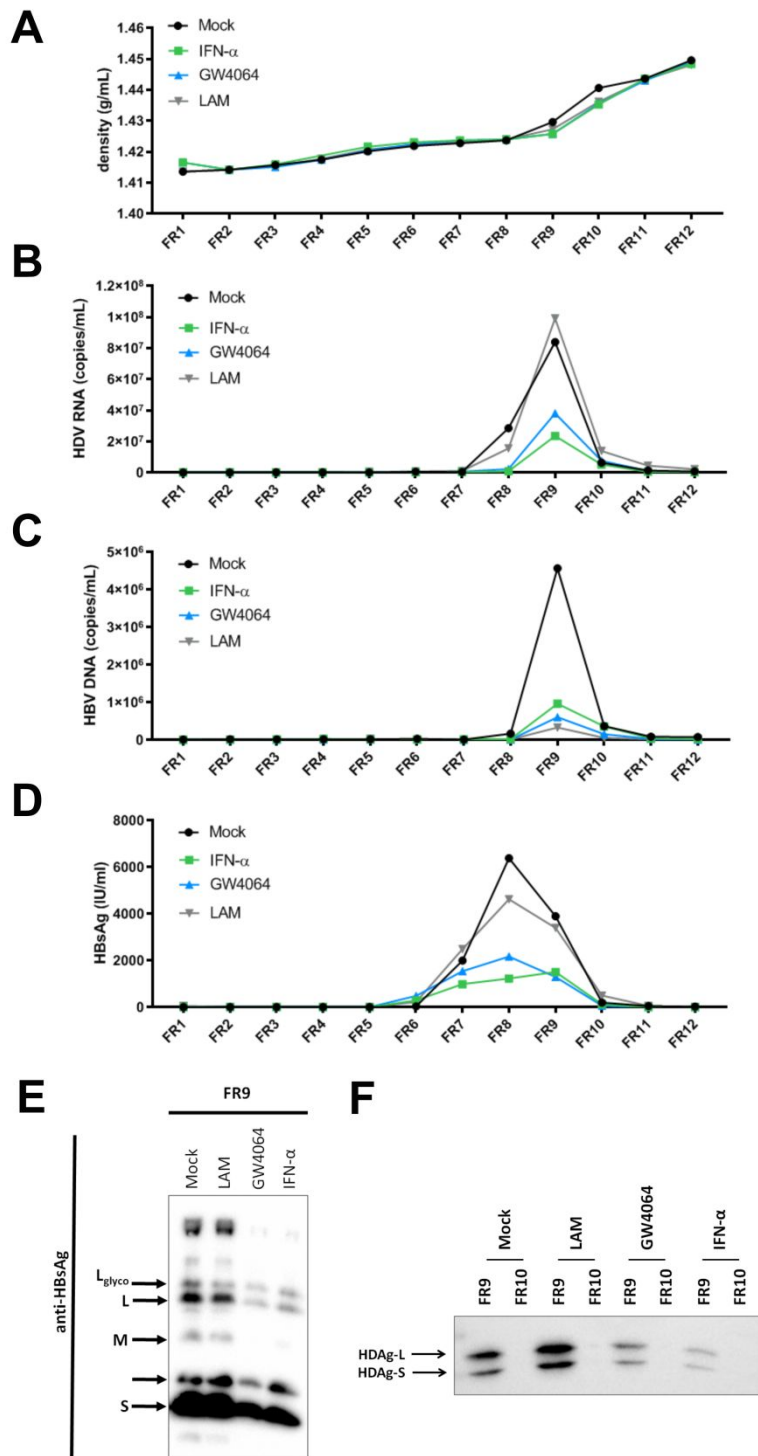 A
Mock
IFN-α
GW4064
LAM
density (g/mL)
1.46
1.45
1.44
1.43
1.42
1.41
1.40
FR1 FR2 FR3 FR4 FR5 FR6 FR7 FR8 FR9 FR10 FR11 FR12
B
Mock
IFN-α
GW4064
LAM
HDV RNA (copies/mL)
1.2×10⁸
1×10⁸
8×10⁷
6×10⁷
4×10⁷
2×10⁷
0
FR1 FR2 FR3 FR4 FR5 FR6 FR7 FR8 FR9 FR10 FR11 FR12
C
Mock
IFN-α
GW4064
LAM
HBV DNA (copies/mL)
5×10⁶
4×10⁶
3×10⁶
2×10⁶
1×10⁶
0
FR1 FR2 FR3 FR4 FR5 FR6 FR7 FR8 FR9 FR10 FR11 FR12
D
Mock
IFN-α
GW4064
LAM
HBsAg (IU/ml)
8000
6000
4000
2000
0
FR1 FR2 FR3 FR4 FR5 FR6 FR7 FR8 FR9 FR10 FR11 FR12
E
FR9
Mock LAM GW4064 IFN-α
anti-HBsAg
Lglyco
L
M
S
F
Mock LAM GW4064 IFN-α
FR9 FR10 FR9 FR10 FR9 FR10 FR9 FR10
HDAg-L
HDAg-S